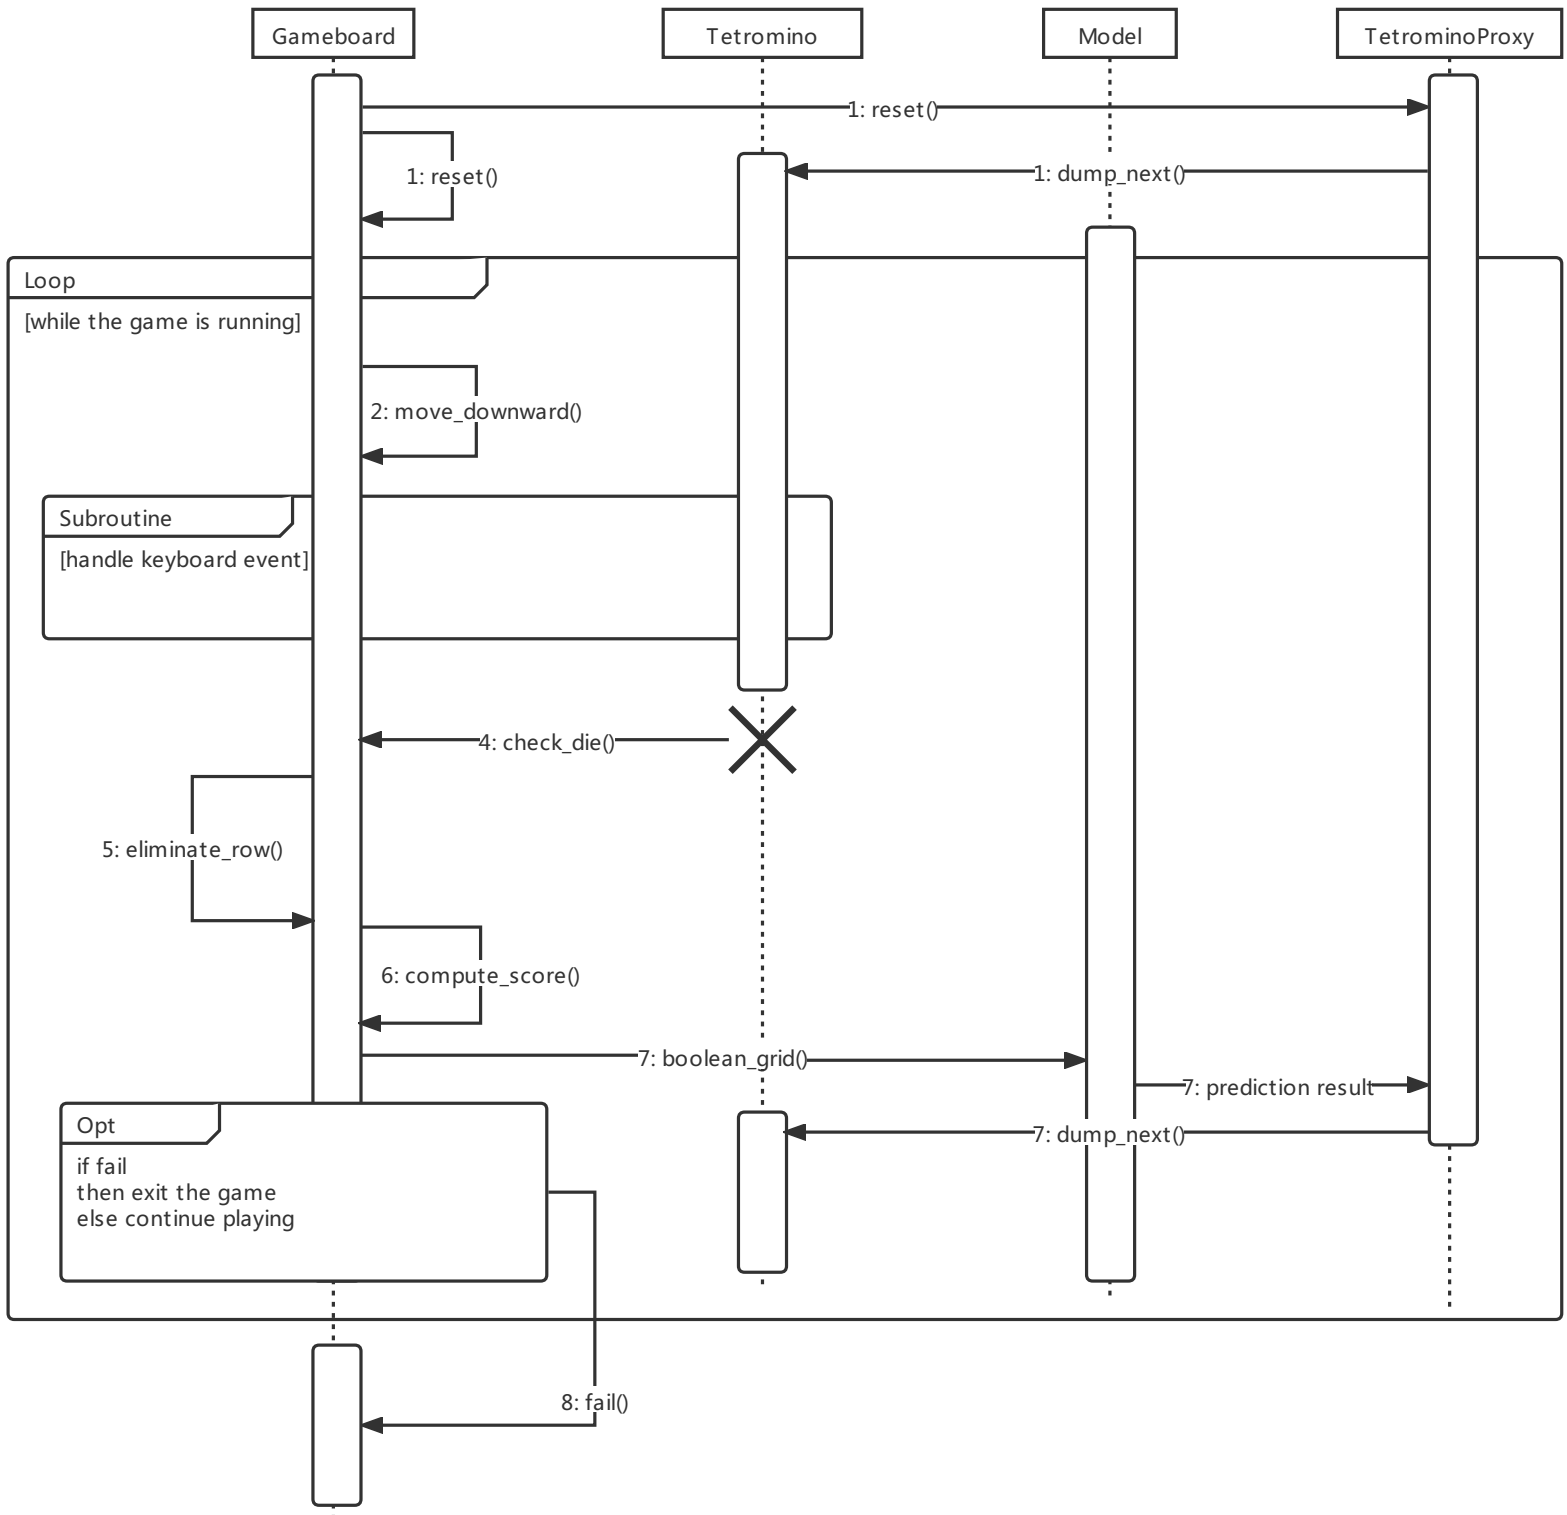 Gameboard
Tetromino
Model
TetrominoProxy
1: reset()
1: dump_next()
1: reset()
Loop
[while the game is running]
2: move_downward()
Subroutine
[handle keyboard event]
4: check_die()
5: eliminate_row()
6: compute_score()
7: boolean_grid()
7: prediction result
7: dump_next()
Opt
if fail
then exit the game
else continue playing
8: fail()